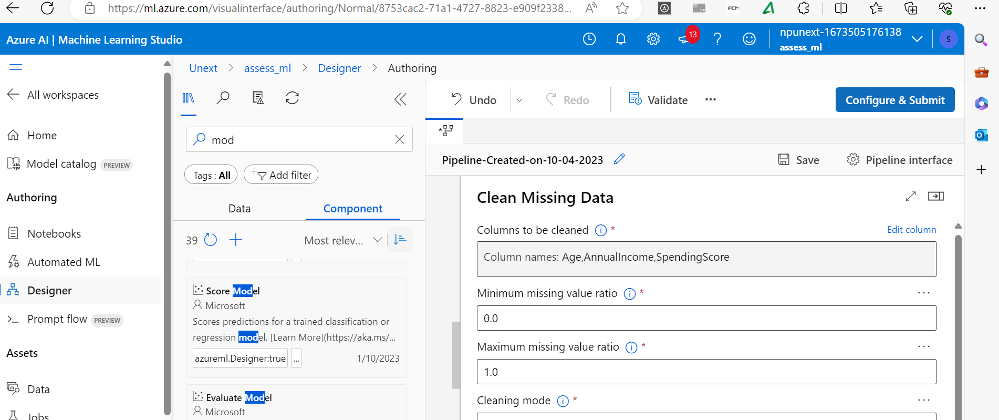 https://ml.azure.com/visualinterface/authoring/Normal/8753cac2-71a1-4727-8823-e909f2338...
A
FCM
Azure AI | Machine Learning Studio
13
npunext-1673505176138
assess_ml
S
All workspaces
Home
Model catalog PREVIEW
Authoring
Notebooks
Automated ML
Designer
Prompt flow PREVIEW
Assets
Data
Jobs
Unext > assess_ml > Designer > Authoring
mod
Tags : All
Add filter
Data
Component
39
Most relev...
Score Model
Microsoft
Scores predictions for a trained classification or
regression model. [Learn More](https://aka.ms/...
azureml.Designer:true
...
1/10/2023
Evaluate Model
Microsoft
Undo
Redo
Validate
Configure & Submit
Pipeline-Created-on-10-04-2023
Save
Pipeline interface
Clean Missing Data
Columns to be cleaned *
Edit column
Column names: Age,AnnualIncome,SpendingScore
Minimum missing value ratio *
0.0
Maximum missing value ratio *
1.0
Cleaning mode *